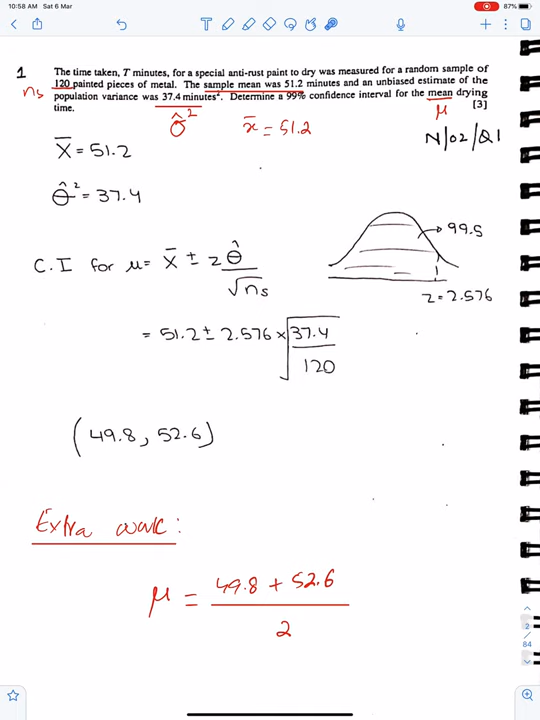 10:58 AM Sat 6 Mar
87%
1 The time taken, T minutes, for a special anti-rust paint to dry was measured for a random sample of
120 painted pieces of metal. The sample mean was 51.2 minutes and an unbiased estimate of the
population variance was 37.4 minutes². Determine a 99% confidence interval for the mean drying
time. [3]
ns
σ̂² x̄ = 51.2 μ
N/02/Q1
X̄ = 51.2
θ̂² = 37.4
99.5
C.I for μ = X̄ ± zθ̂/√ns
z = 2.576
= 51.2 ± 2.576 × √37.4/120
(49.8, 52.6)
Extra work:
μ = 49.8 + 52.6
2
2
/
84